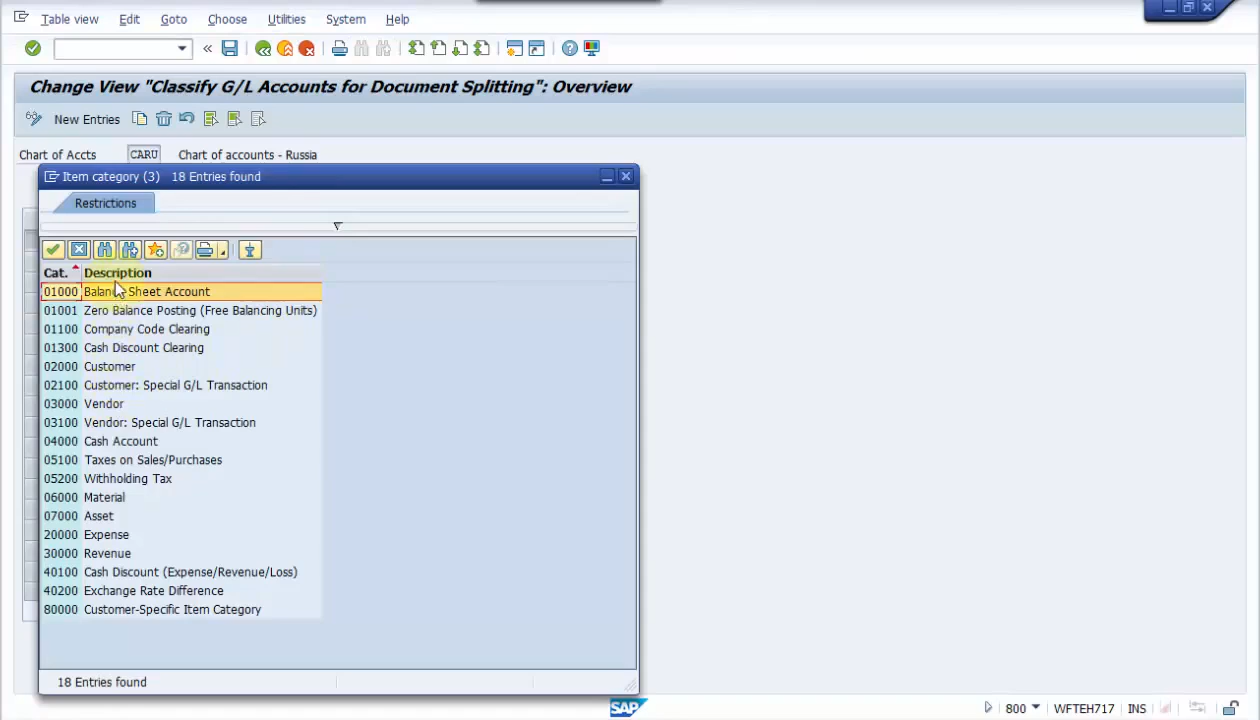 Table view Edit Goto Choose Utilities System Help
Change View "Classify G/L Accounts for Document Splitting": Overview
New Entries
Chart of Accts CARU Chart of accounts - Russia
Item category (3) 18 Entries found
Restrictions
Cat. Description
01000 Balance Sheet Account
01001 Zero Balance Posting (Free Balancing Units)
01100 Company Code Clearing
01300 Cash Discount Clearing
02000 Customer
02100 Customer: Special G/L Transaction
03000 Vendor
03100 Vendor: Special G/L Transaction
04000 Cash Account
05100 Taxes on Sales/Purchases
05200 Withholding Tax
06000 Material
07000 Asset
20000 Expense
30000 Revenue
40100 Cash Discount (Expense/Revenue/Loss)
40200 Exchange Rate Difference
80000 Customer-Specific Item Category
18 Entries found
SAP 800 WFTEH717 INS